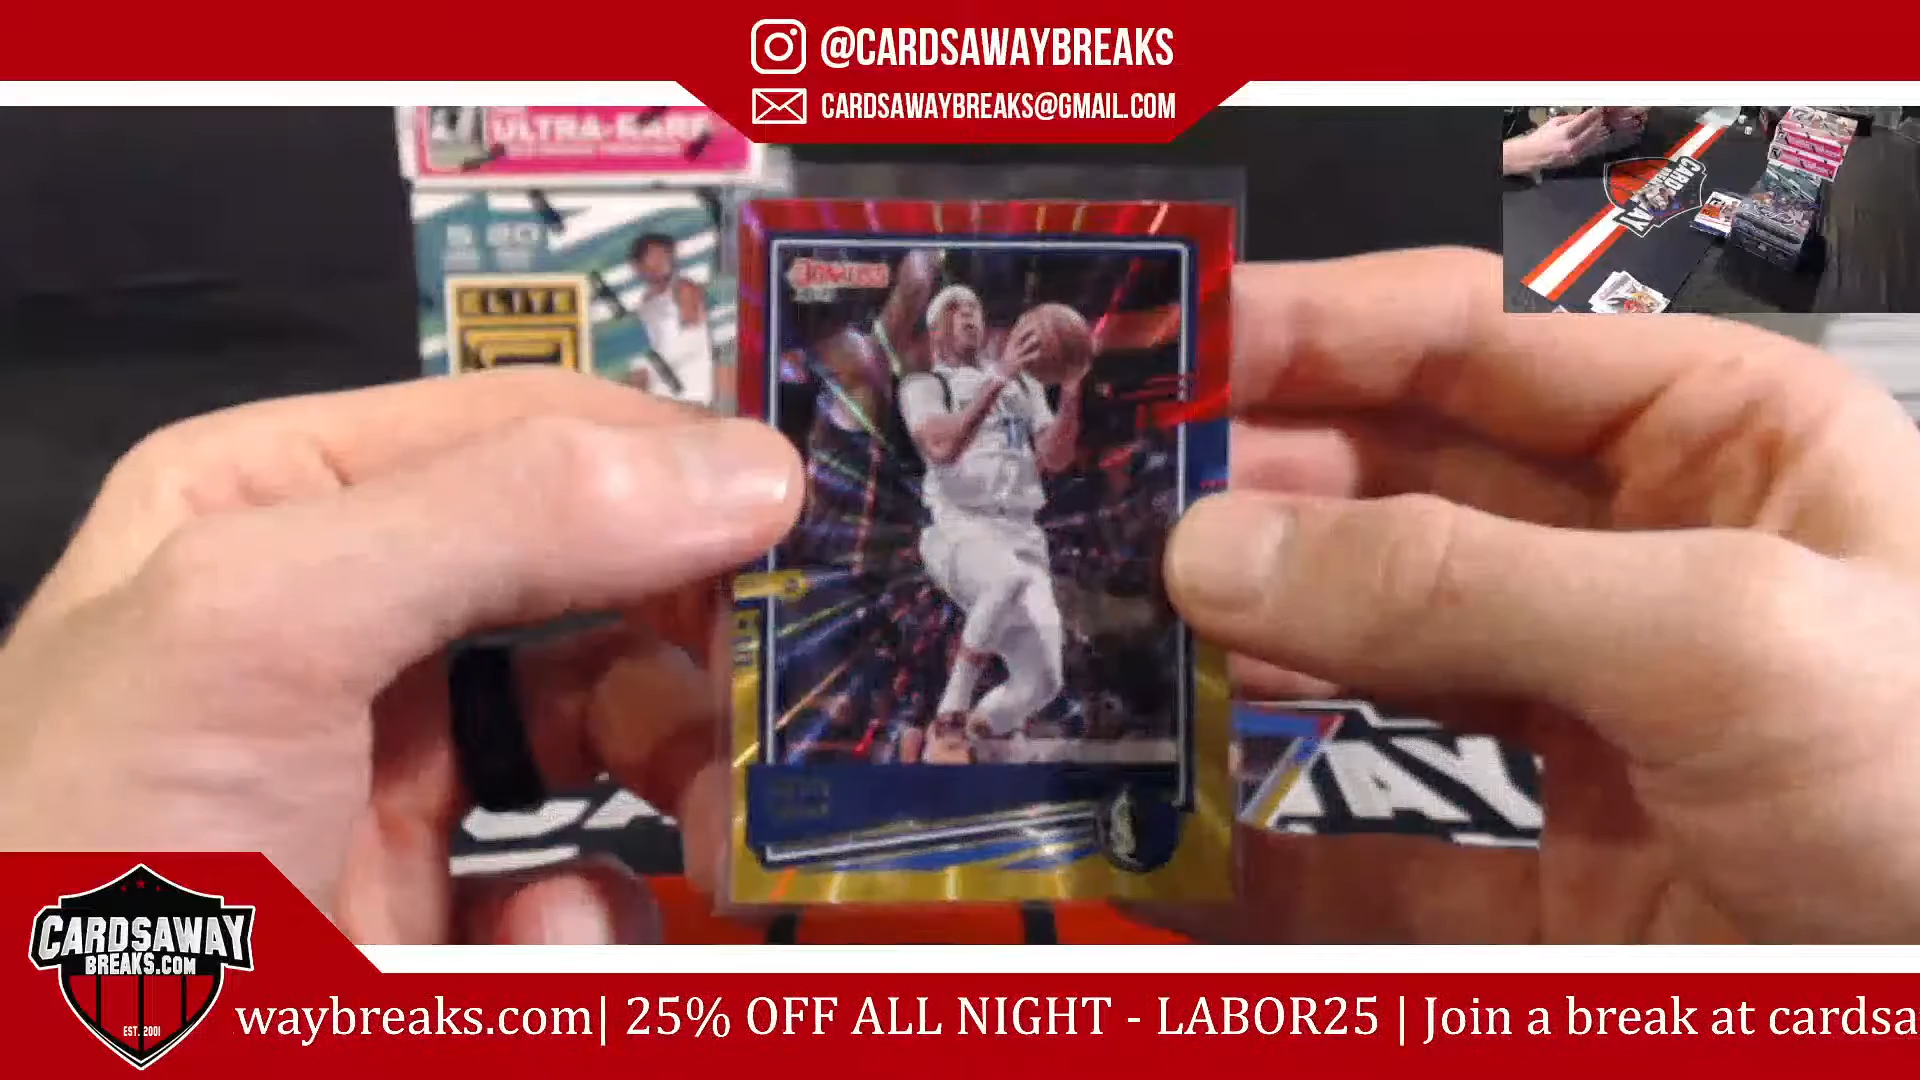 @CARDSAWAYBREAKS
CARDSAWAYBREAKS@GMAIL.COM
ULTRA-RARE
ELITE
DONRUSS
CARDSAWAY
BREAKS.COM
EST. 2001
waybreaks.com| 25% OFF ALL NIGHT - LABOR25 | Join a break at cardsa